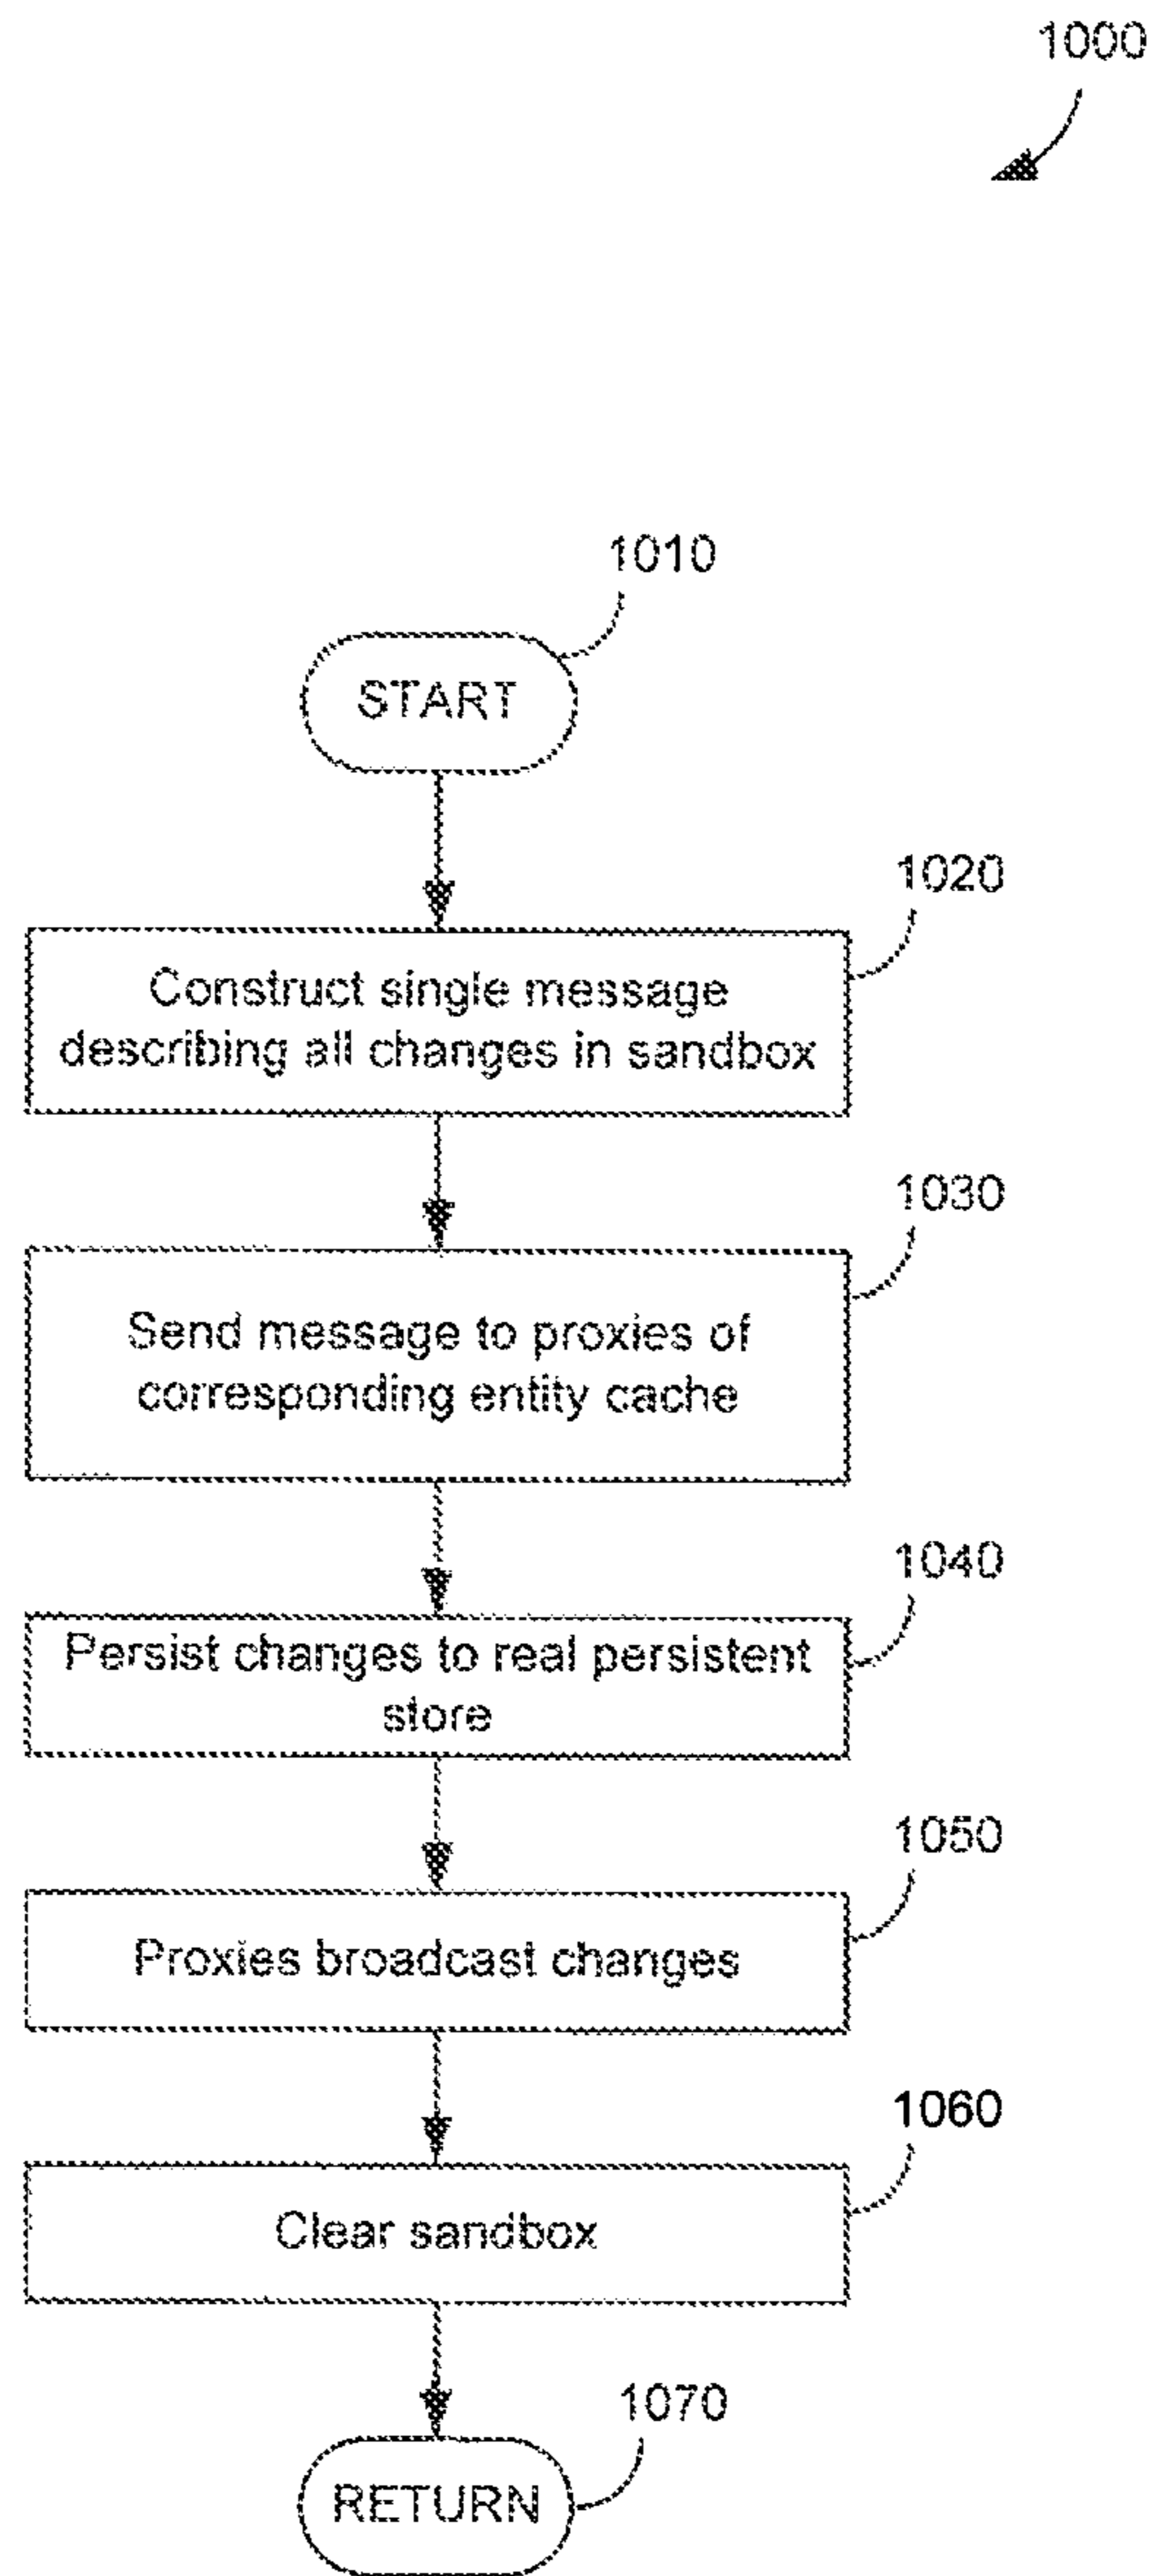 1000
1010
START
1020
Construct single message
describing all changes in sandbox
1030
Send message to proxies of
corresponding entity cache
1040
Persist changes to real persistent
store
1050
Proxies broadcast changes
1060
Clear sandbox
1070
RETURN